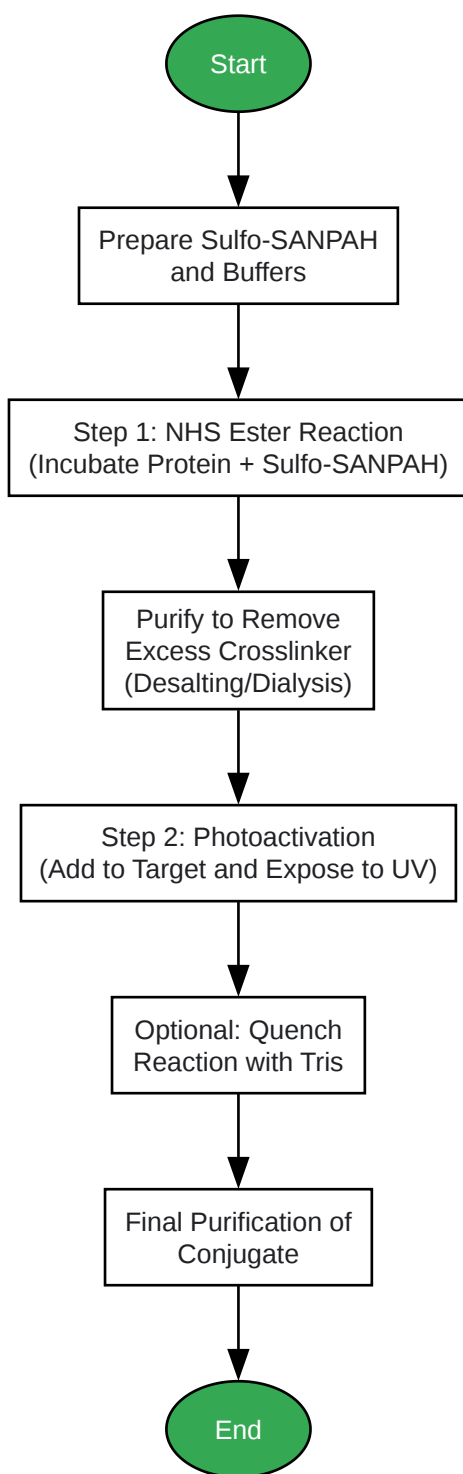 Start
Prepare Sulfo-SANPAH
and Buffers
Step 1: NHS Ester Reaction
(Incubate Protein + Sulfo-SANPAH)
Purify to Remove
Excess Crosslinker
(Desalting/Dialysis)
Step 2: Photoactivation
(Add to Target and Expose to UV)
Optional: Quench
Reaction with Tris
Final Purification of
Conjugate
End